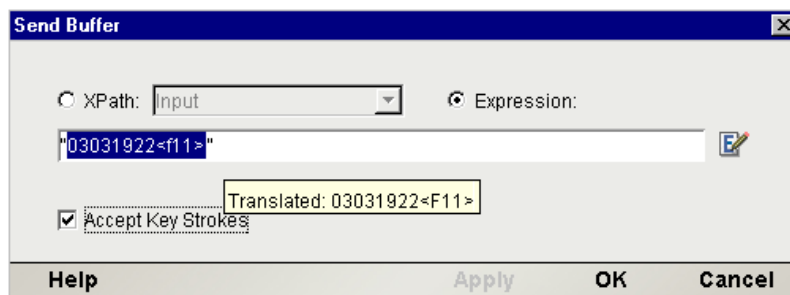 Send Buffer
XPath: Input Expression:
"03031922<f11>"
Translated: 03031922<F11>
Accept Key Strokes
Help Apply OK Cancel